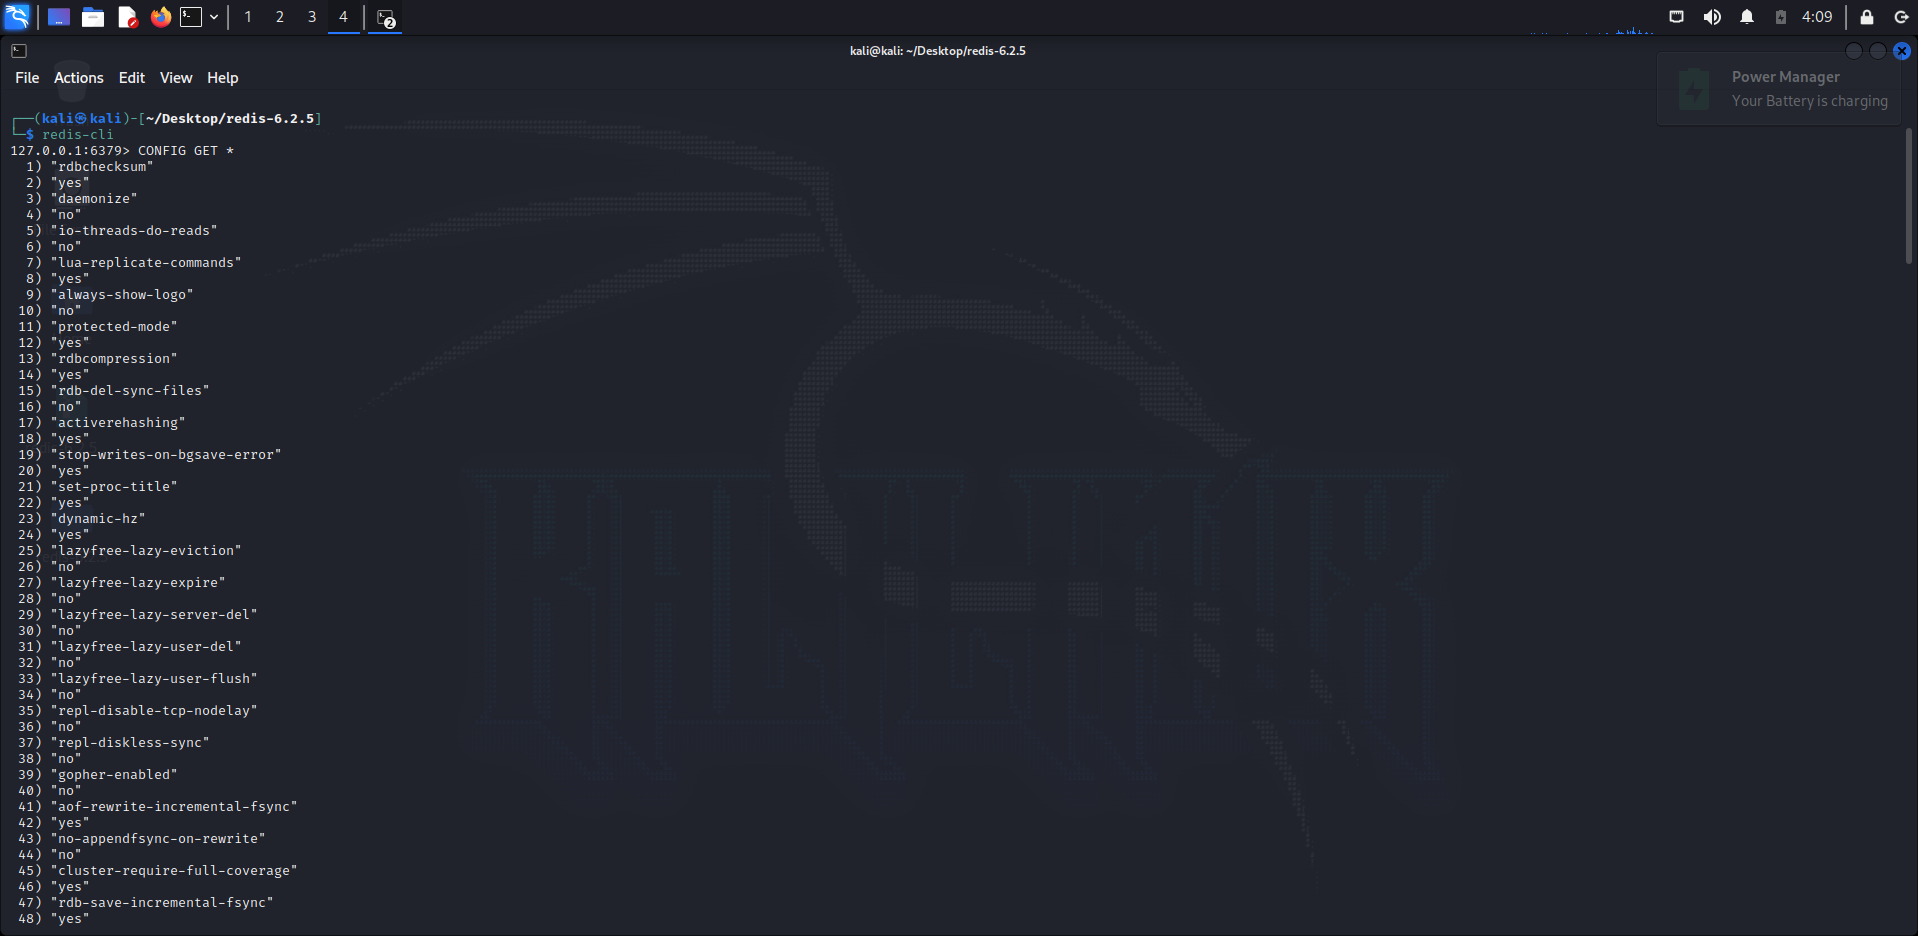 1 2 3 4 2 4:09
kali@kali: ~/Desktop/redis-6.2.5
File Actions Edit View Help
Power Manager
Your Battery is charging
┌──(kali㉿kali)-[~/Desktop/redis-6.2.5]
└─$ redis-cli
127.0.0.1:6379> CONFIG GET *
1) "rdbchecksum"
2) "yes"
3) "daemonize"
4) "no"
5) "io-threads-do-reads"
6) "no"
7) "lua-replicate-commands"
8) "yes"
9) "always-show-logo"
10) "no"
11) "protected-mode"
12) "yes"
13) "rdbcompression"
14) "yes"
15) "rdb-del-sync-files"
16) "no"
17) "activerehashing"
18) "yes"
19) "stop-writes-on-bgsave-error"
20) "yes"
21) "set-proc-title"
22) "yes"
23) "dynamic-hz"
24) "yes"
25) "lazyfree-lazy-eviction"
26) "no"
27) "lazyfree-lazy-expire"
28) "no"
29) "lazyfree-lazy-server-del"
30) "no"
31) "lazyfree-lazy-user-del"
32) "no"
33) "lazyfree-lazy-user-flush"
34) "no"
35) "repl-disable-tcp-nodelay"
36) "no"
37) "repl-diskless-sync"
38) "no"
39) "gopher-enabled"
40) "no"
41) "aof-rewrite-incremental-fsync"
42) "yes"
43) "no-appendfsync-on-rewrite"
44) "no"
45) "cluster-require-full-coverage"
46) "yes"
47) "rdb-save-incremental-fsync"
48) "yes"